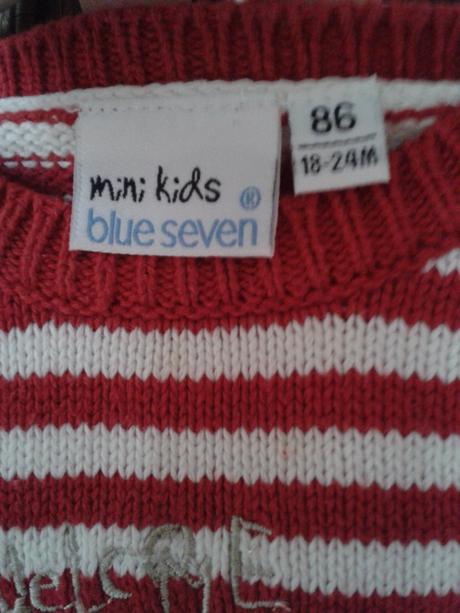 mini kids
blue seven ®
86
18-24M